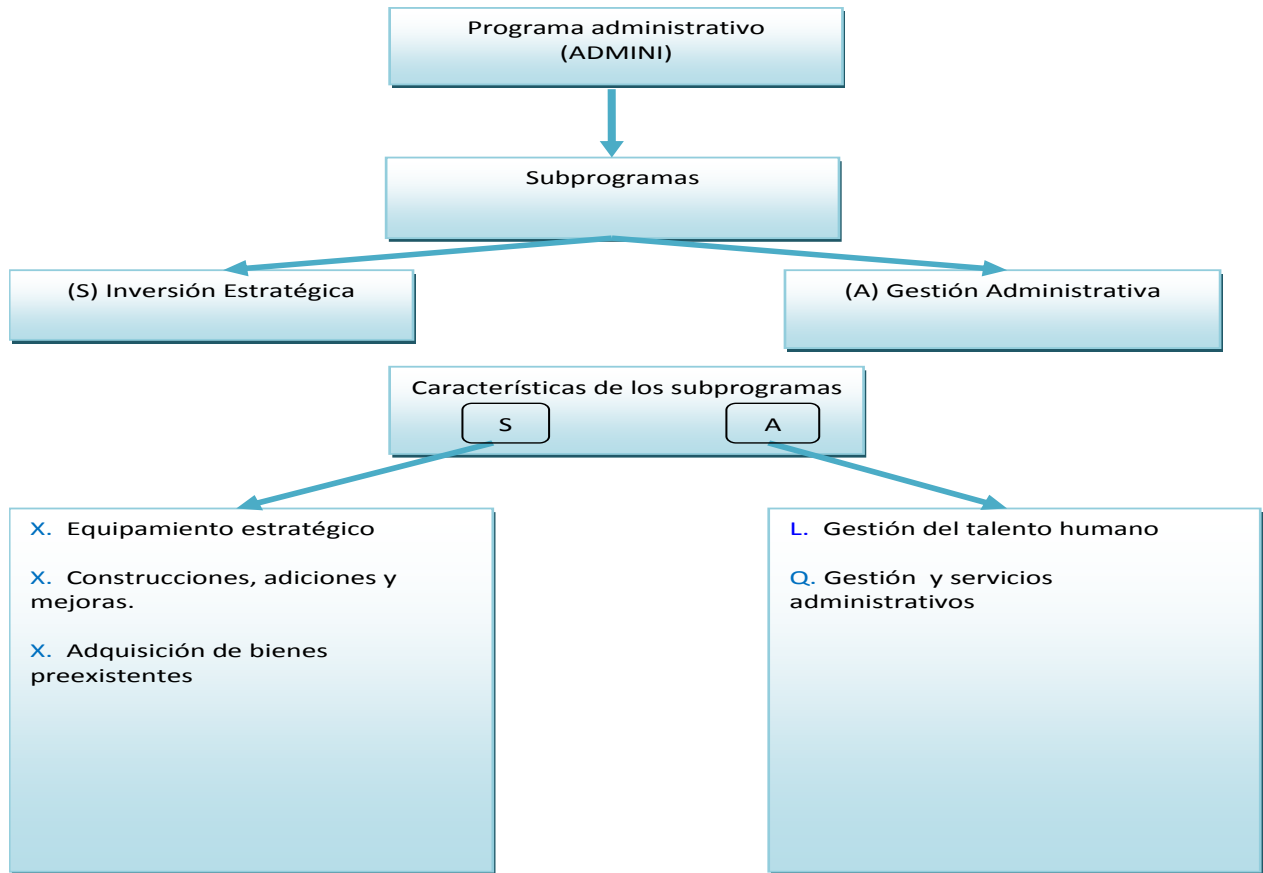 Programa administrativo
(ADMINI)
Subprogramas
(S) Inversión Estratégica
(A) Gestión Administrativa
Características de los subprogramas
S
A
X. Equipamiento estratégico
X. Construcciones, adiciones y
mejoras.
X. Adquisición de bienes
preexistentes
L. Gestión del talento humano
Q. Gestión y servicios
administrativos